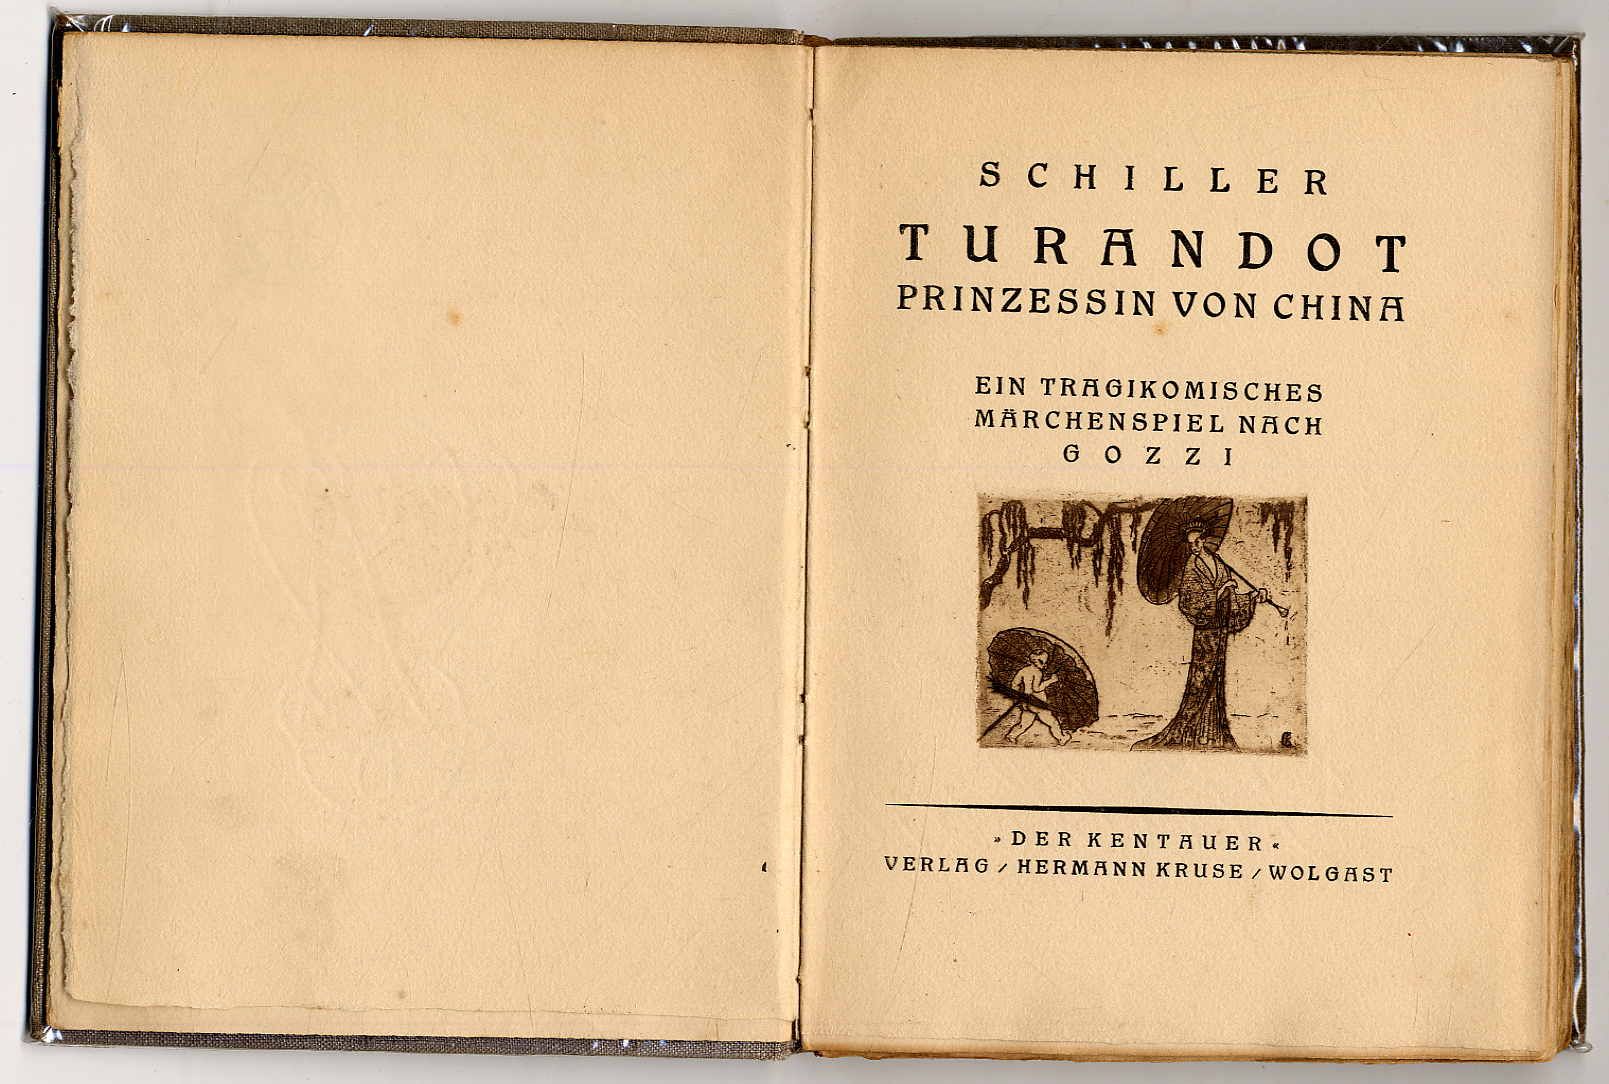 SCHILLER
TURANDOT
PRINZESSIN VON CHINA
EIN TRAGIKOMISCHES
MÄRCHENSPIEL NACH
GOZZI
»DER KENTAUER«
VERLAG / HERMANN KRUSE / WOLGAST